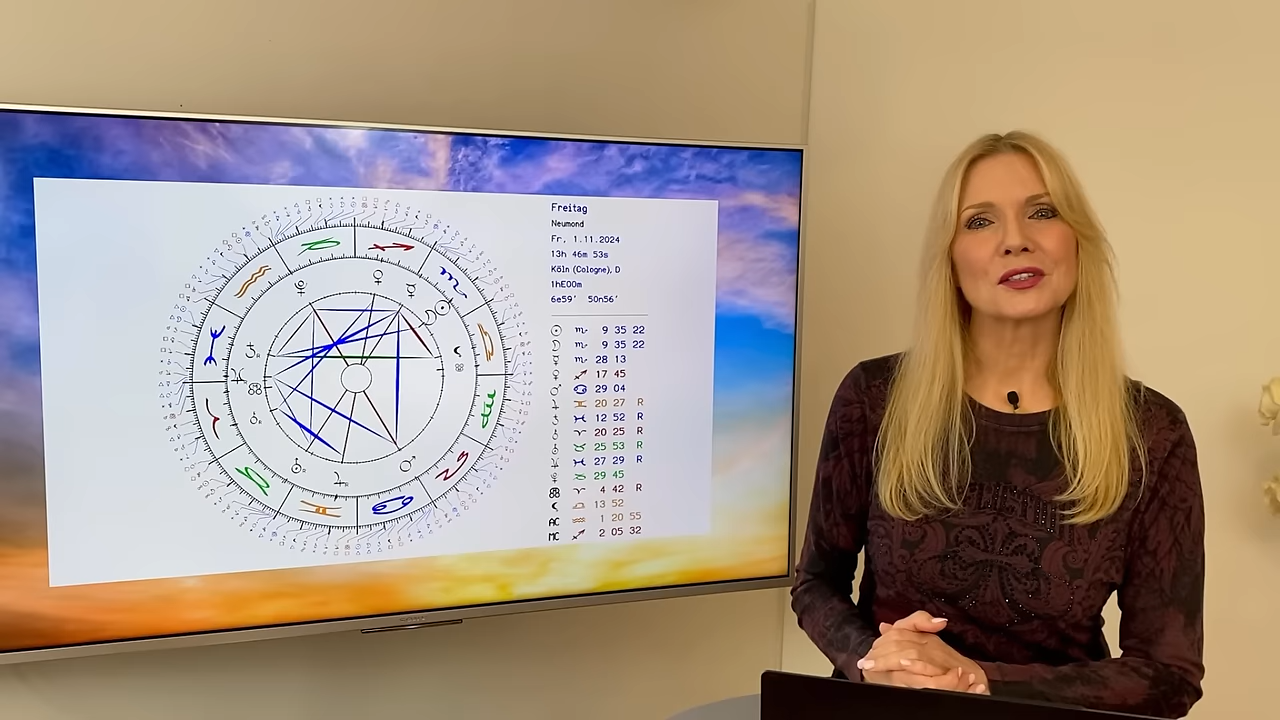 Freitag
Neumond
Fr, 1.11.2024
13h 46m 53s
Köln (Cologne), D
1hE00m
6e59' 50n56'
☉ ♏ 9 35 22
☽ ♏ 9 35 22
☿ ♏ 28 13
♀ ♐ 17 45
♂ ♋ 29 04
♃ ♊ 20 27 R
♄ ♓ 12 52 R
⚷ ♈ 20 25 R
♅ ♉ 25 53 R
♆ ♓ 27 29 R
♇ ♑ 29 45
☊ ♈ 4 42 R
⚸ ♎ 13 52
AC ♒ 1 20 55
MC ♐ 2 05 32